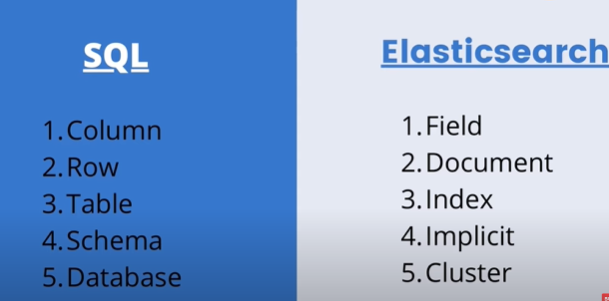 SQL
1.Column
2.Row
3.Table
4.Schema
5.Database
Elasticsearch
1.Field
2.Document
3.Index
4.Implicit
5.Cluster